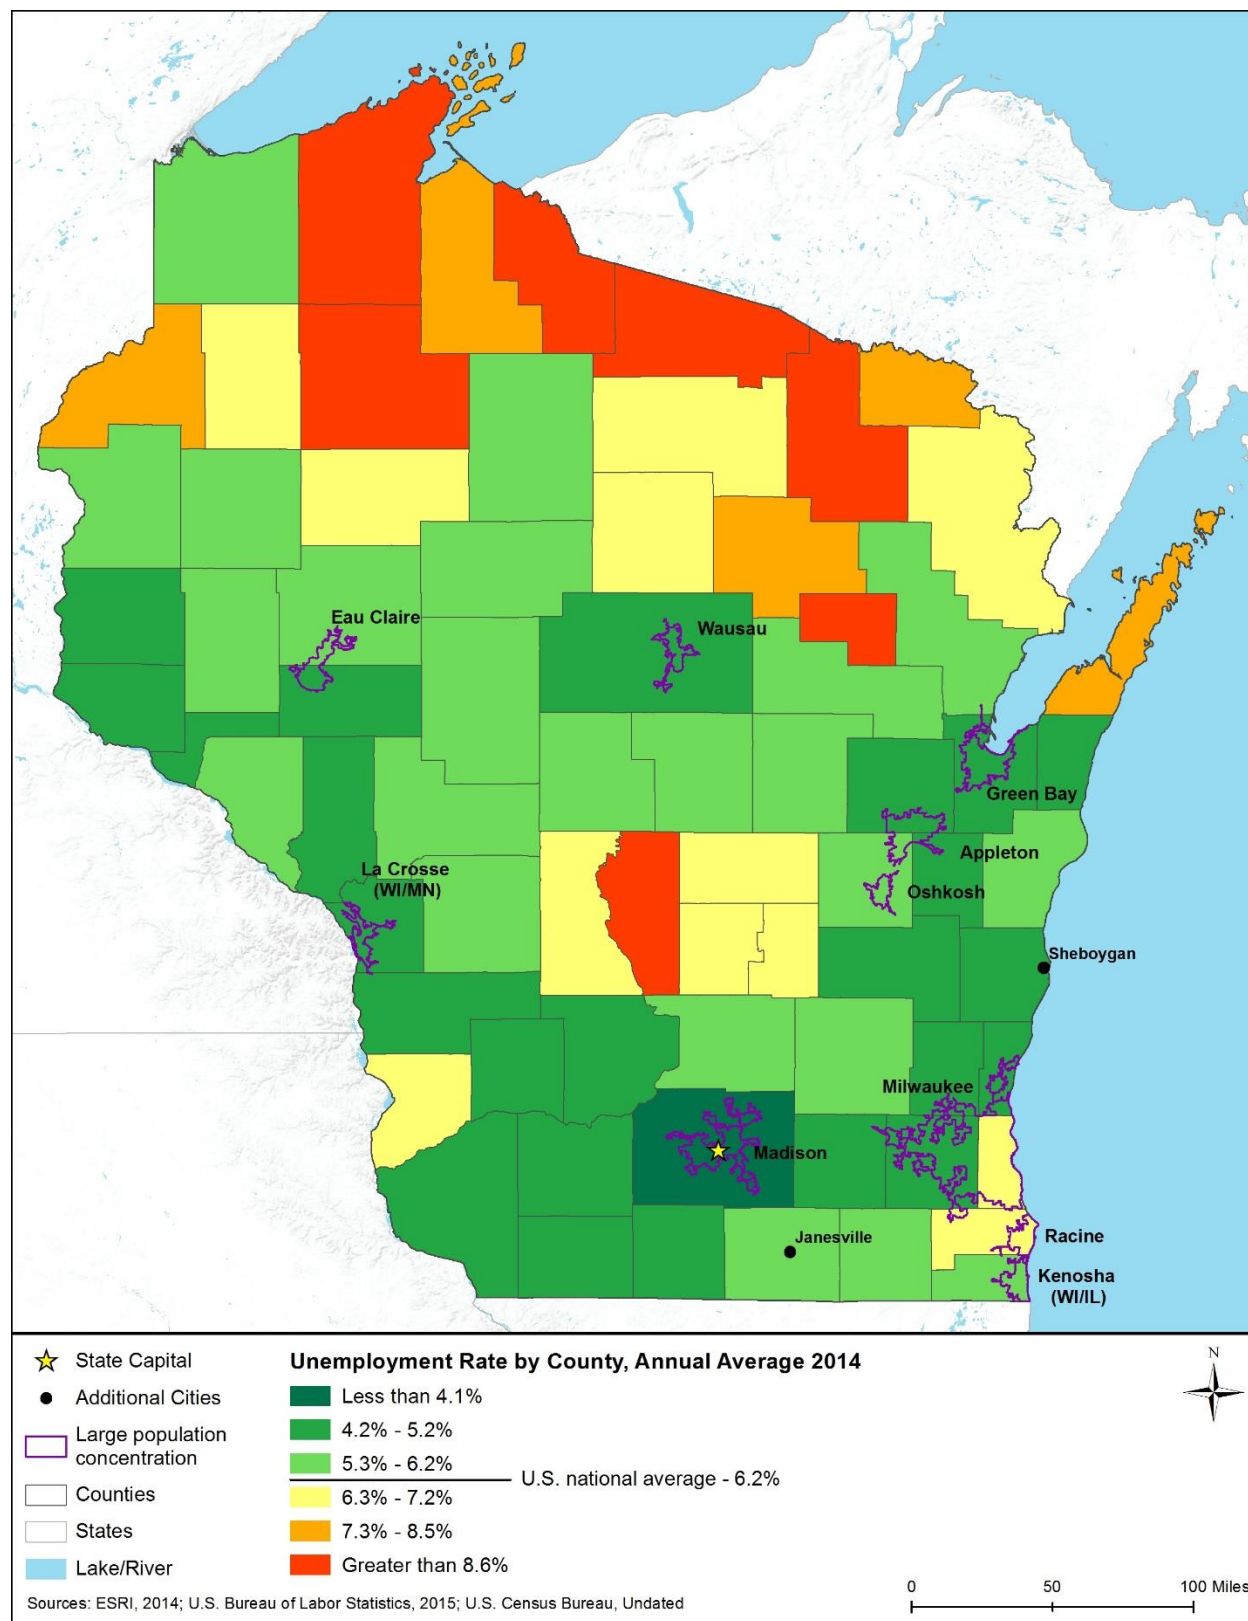 Eau Claire
Wausau
Green Bay
La Crosse
(WI/MN)
Appleton
Oshkosh
Sheboygan
Milwaukee
Madison
Janesville
Racine
Kenosha
(WI/IL)
State Capital
Additional Cities
Large population
concentration
Counties
States
Lake/River
Unemployment Rate by County, Annual Average 2014
Less than 4.1%
4.2% - 5.2%
5.3% - 6.2%
U.S. national average - 6.2%
6.3% - 7.2%
7.3% - 8.5%
Greater than 8.6%
N
0 50 100 Miles
Sources: ESRI, 2014; U.S. Bureau of Labor Statistics, 2015; U.S. Census Bureau, Undated